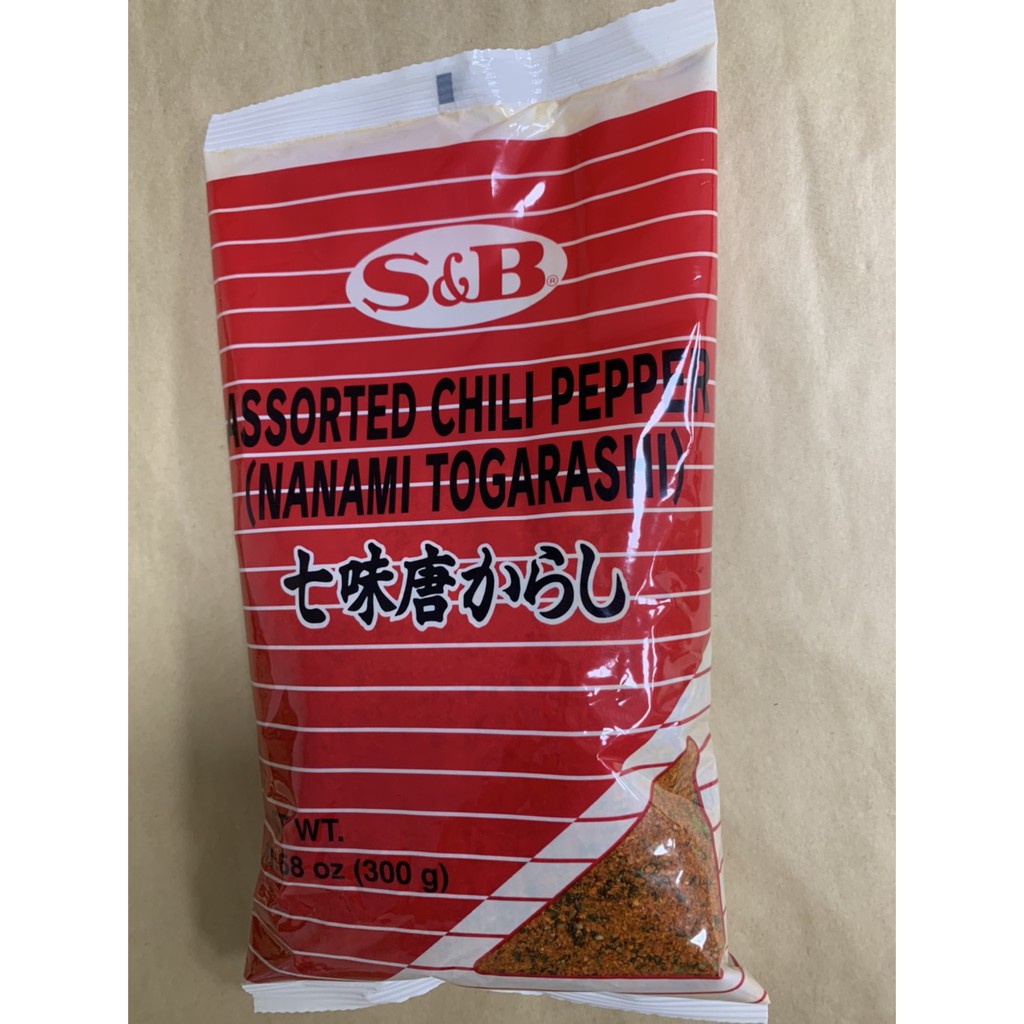 S&B®
ASSORTED CHILI PEPPER
(NANAMI TOGARASHI)
七味唐からし
WT.
oz (300 g)